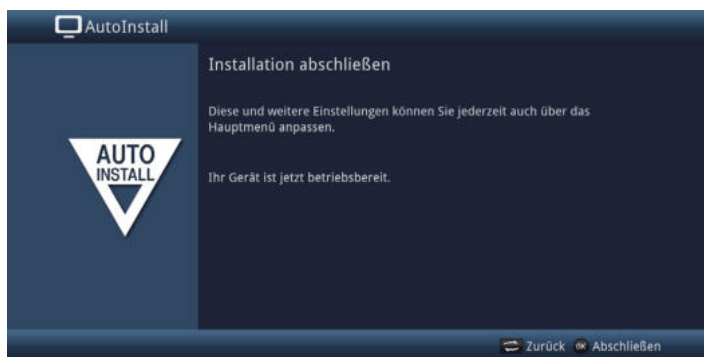 AutoInstall
Installation abschließen
Diese und weitere Einstellungen können Sie jederzeit auch über das
Hauptmenü anpassen.
AUTO
INSTALL
Ihr Gerät ist jetzt betriebsbereit.
Zurück OK Abschließen